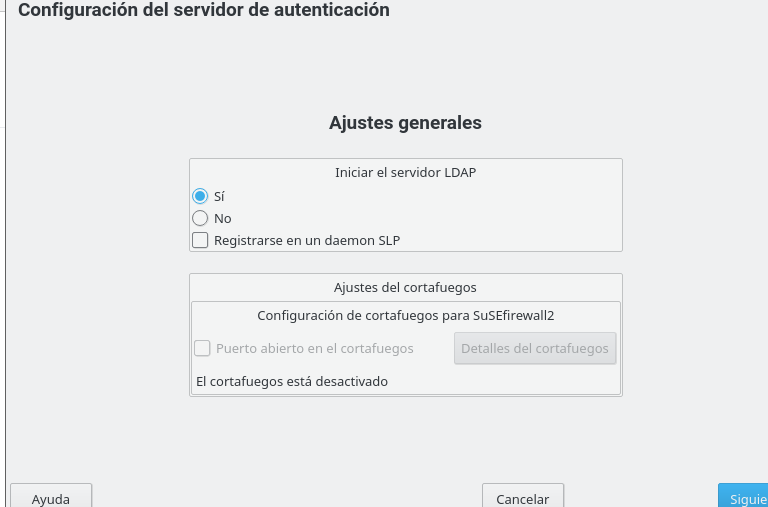 Configuración del servidor de autenticación
Ajustes generales
Iniciar el servidor LDAP
Sí
No
Registrarse en un daemon SLP
Ajustes del cortafuegos
Configuración de cortafuegos para SuSEfirewall2
Puerto abierto en el cortafuegos
Detalles del cortafuegos
El cortafuegos está desactivado
Ayuda
Cancelar
Siguie